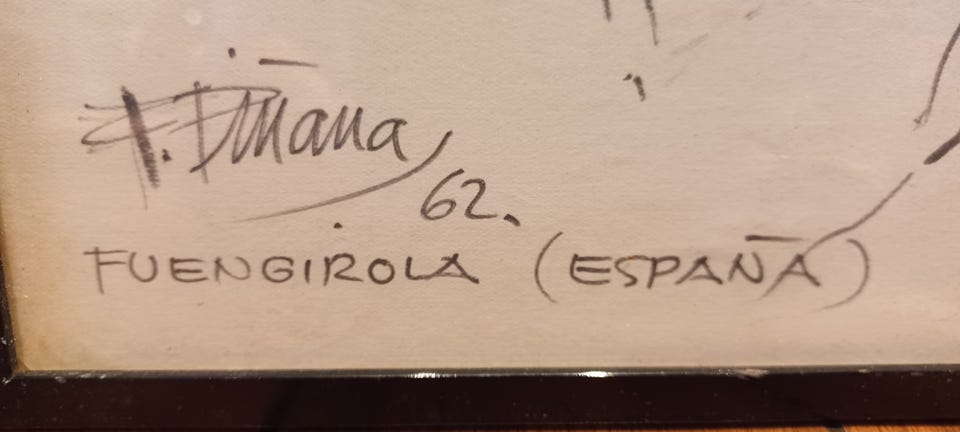 62.
FUENGIROLA (ESPAÑA)